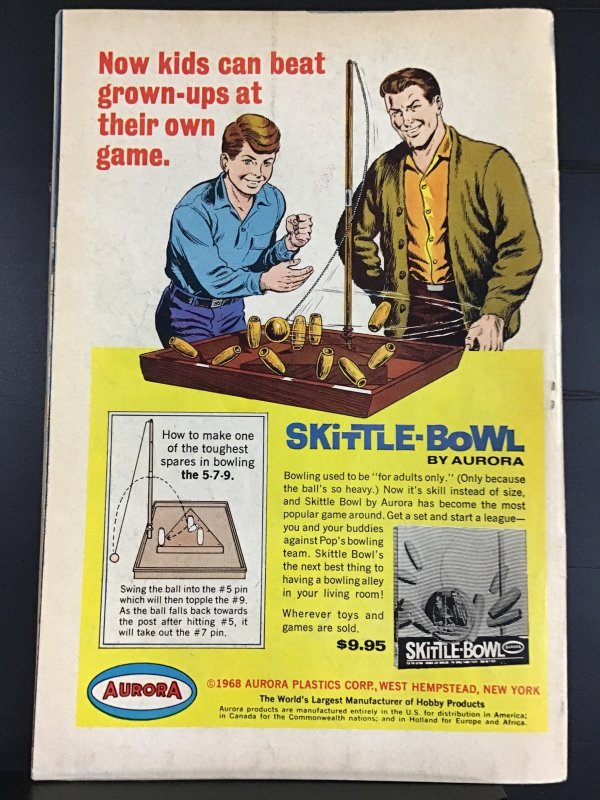 Now kids can beat
grown-ups at
their own
game.
SKiTTLE-BoWL
BY AURORA
How to make one
of the toughest
spares in bowling
the 5-7-9.
Swing the ball into the #5 pin
which will then topple the #9.
As the ball falls back towards
the post after hitting #5, it
will take out the #7 pin.
Bowling used to be "for adults only." (Only because
the ball's so heavy.) Now it's skill instead of size,
and Skittle Bowl by Aurora has become the most
popular game around. Get a set and start a league—
you and your buddies
against Pop's bowling
team. Skittle Bowl's
the next best thing to
having a bowling alley
in your living room!
Wherever toys and
games are sold.
$9.95
SKiTTLE-BoWL
AURORA
©1968 AURORA PLASTICS CORP., WEST HEMPSTEAD, NEW YORK
The World's Largest Manufacturer of Hobby Products
Aurora products are manufactured entirely in the U.S. for distribution in America;
in Canada for the Commonwealth nations; and in Holland for Europe and Africa.